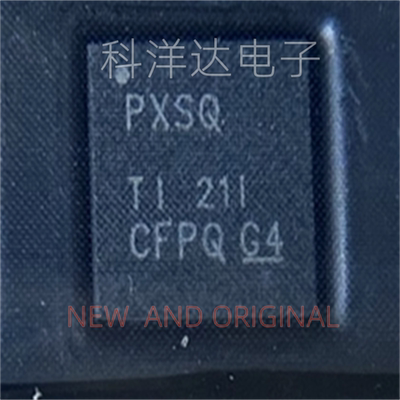 科洋达电子
PXSQ
TI 21I
CFPQ G4
NEW AND ORIGINAL